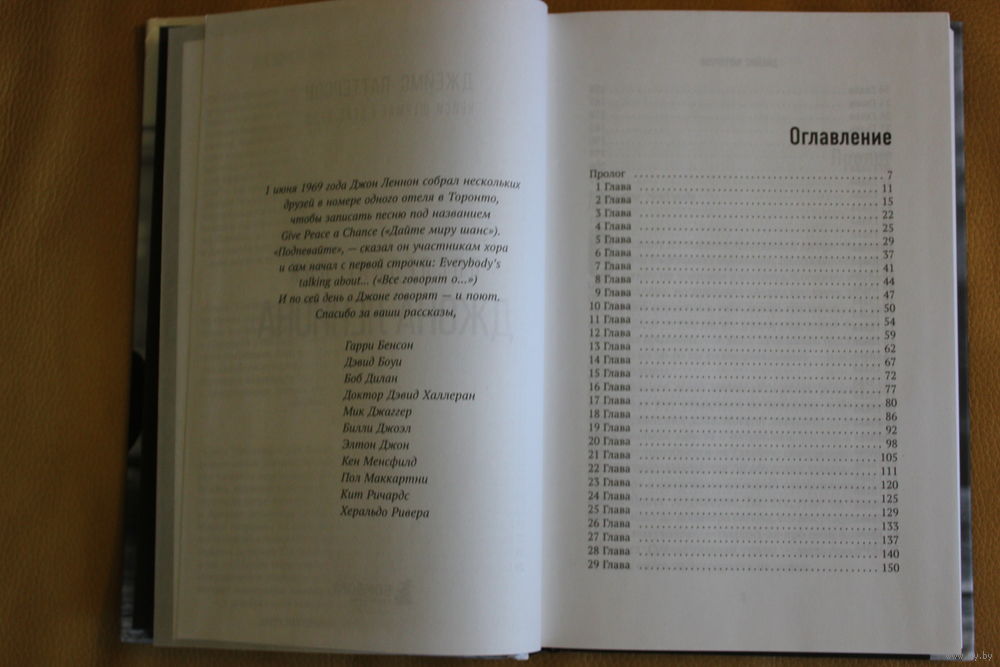 1 июня 1969 года Джон Леннон собрал нескольких
друзей в номере одного отеля в Торонто,
чтобы записать песню под названием
Give Peace a Chance («Дайте миру шанс»).
«Подпевайте», — сказал он участникам хора
и сам начал с первой строчки: Everybody's
talking about... («Все говорят о...»)
И по сей день о Джоне говорят — и поют.
Спасибо за ваши рассказы,
Гарри Бенсон
Дэвид Боуи
Боб Дилан
Доктор Дэвид Халлеран
Мик Джаггер
Билли Джоэл
Элтон Джон
Кен Менсфилд
Пол Маккартни
Кит Ричардс
Херальдо Ривера
Оглавление
Пролог ........ 7
1 Глава ........ 11
2 Глава ........ 15
3 Глава ........ 22
4 Глава ........ 25
5 Глава ........ 29
6 Глава ........ 37
7 Глава ........ 41
8 Глава ........ 44
9 Глава ........ 47
10 Глава ........ 50
11 Глава ........ 54
12 Глава ........ 59
13 Глава ........ 62
14 Глава ........ 67
15 Глава ........ 72
16 Глава ........ 77
17 Глава ........ 80
18 Глава ........ 86
19 Глава ........ 92
20 Глава ........ 98
21 Глава ........ 105
22 Глава ........ 111
23 Глава ........ 120
24 Глава ........ 125
25 Глава ........ 129
26 Глава ........ 133
27 Глава ........ 137
28 Глава ........ 140
29 Глава ........ 150